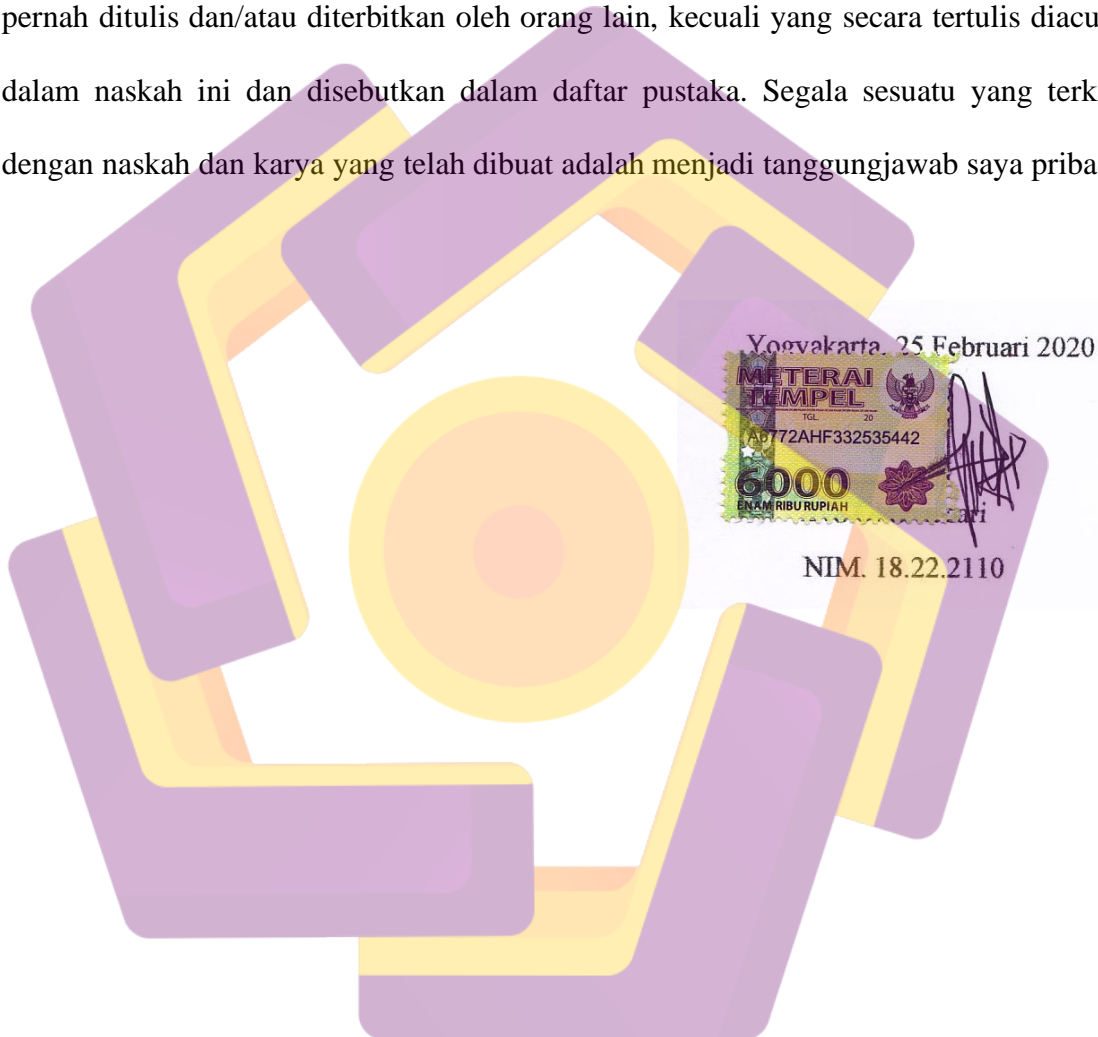 pernah ditulis dan/atau diterbitkan oleh orang lain, kecuali yang secara tertulis diacu
dalam naskah ini dan disebutkan dalam daftar pustaka. Segala sesuatu yang terk
dengan naskah dan karya yang telah dibuat adalah menjadi tanggungjawab saya priba
Yogyakarta, 25 Februari 2020
METERAI
TEMPEL
TGL. 20
A6772AHF332535442
6000
ENAM RIBU RUPIAH
NIM. 18.22.2110